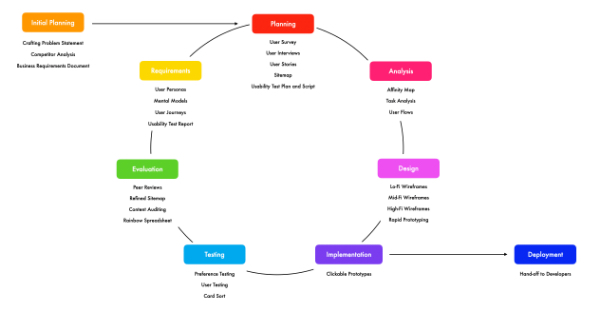 Initial Planning
Crafting Problem Statement
Competitor Analysis
Business Requirements Document
Planning
User Survey
User Interviews
User Stories
Sitemap
Usability Test Plan and Script
Requirements
User Personas
Mental Models
User Journeys
Usability Test Report
Analysis
Affinity Map
Task Analysis
User Flows
Evaluation
Peer Reviews
Refined Sitemap
Content Auditing
Rainbow Spreadsheet
Design
Lo-Fi Wireframes
Mid-Fi Wireframes
High-Fi Wireframes
Rapid Prototyping
Testing
Preference Testing
User Testing
Card Sort
Implementation
Clickable Prototypes
Deployment
Hand-off to Developers